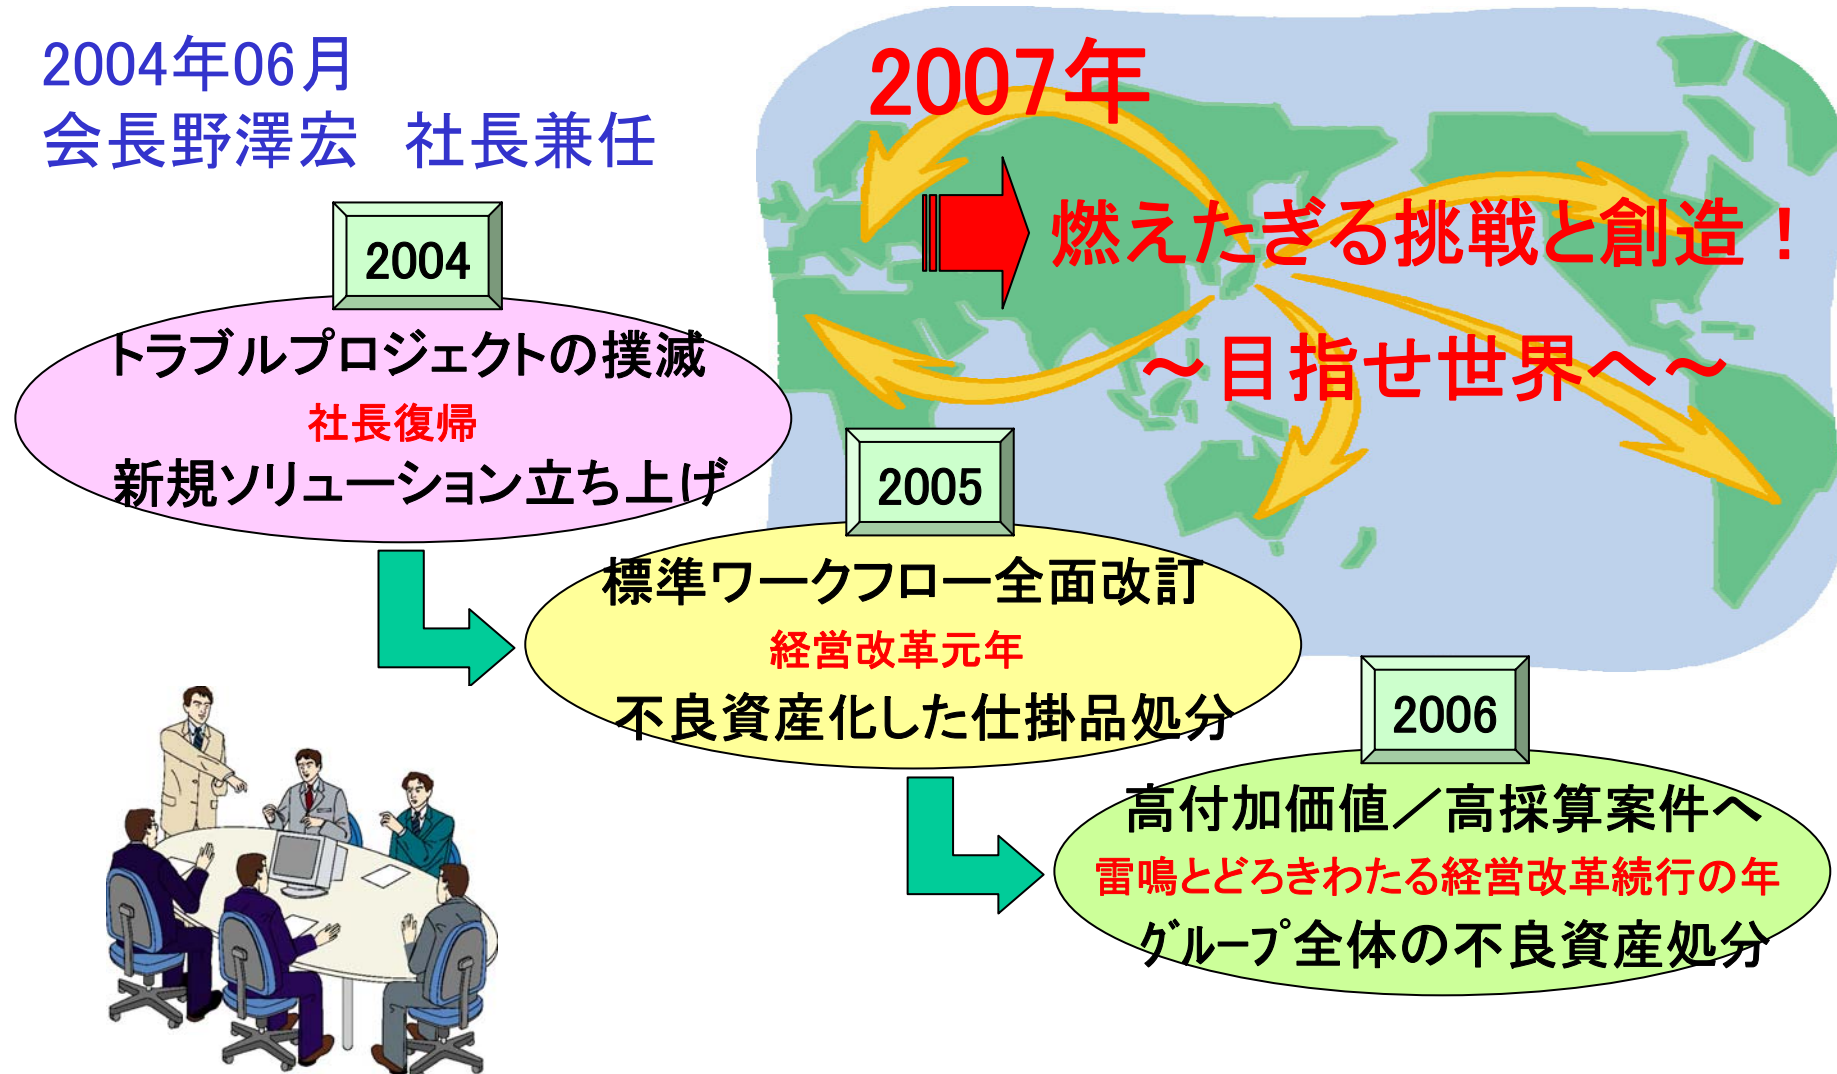 2004年06月
会長野澤宏　社長兼任
2007年
燃えたぎる挑戦と創造！
～目指せ世界へ～
2004
トラブルプロジェクトの撲滅
社長復帰
新規ソリューション立ち上げ
2005
標準ワークフロー全面改訂
経営改革元年
不良資産化した仕掛品処分
2006
高付加価値／高採算案件へ
雷鳴とどろきわたる経営改革続行の年
グループ全体の不良資産処分